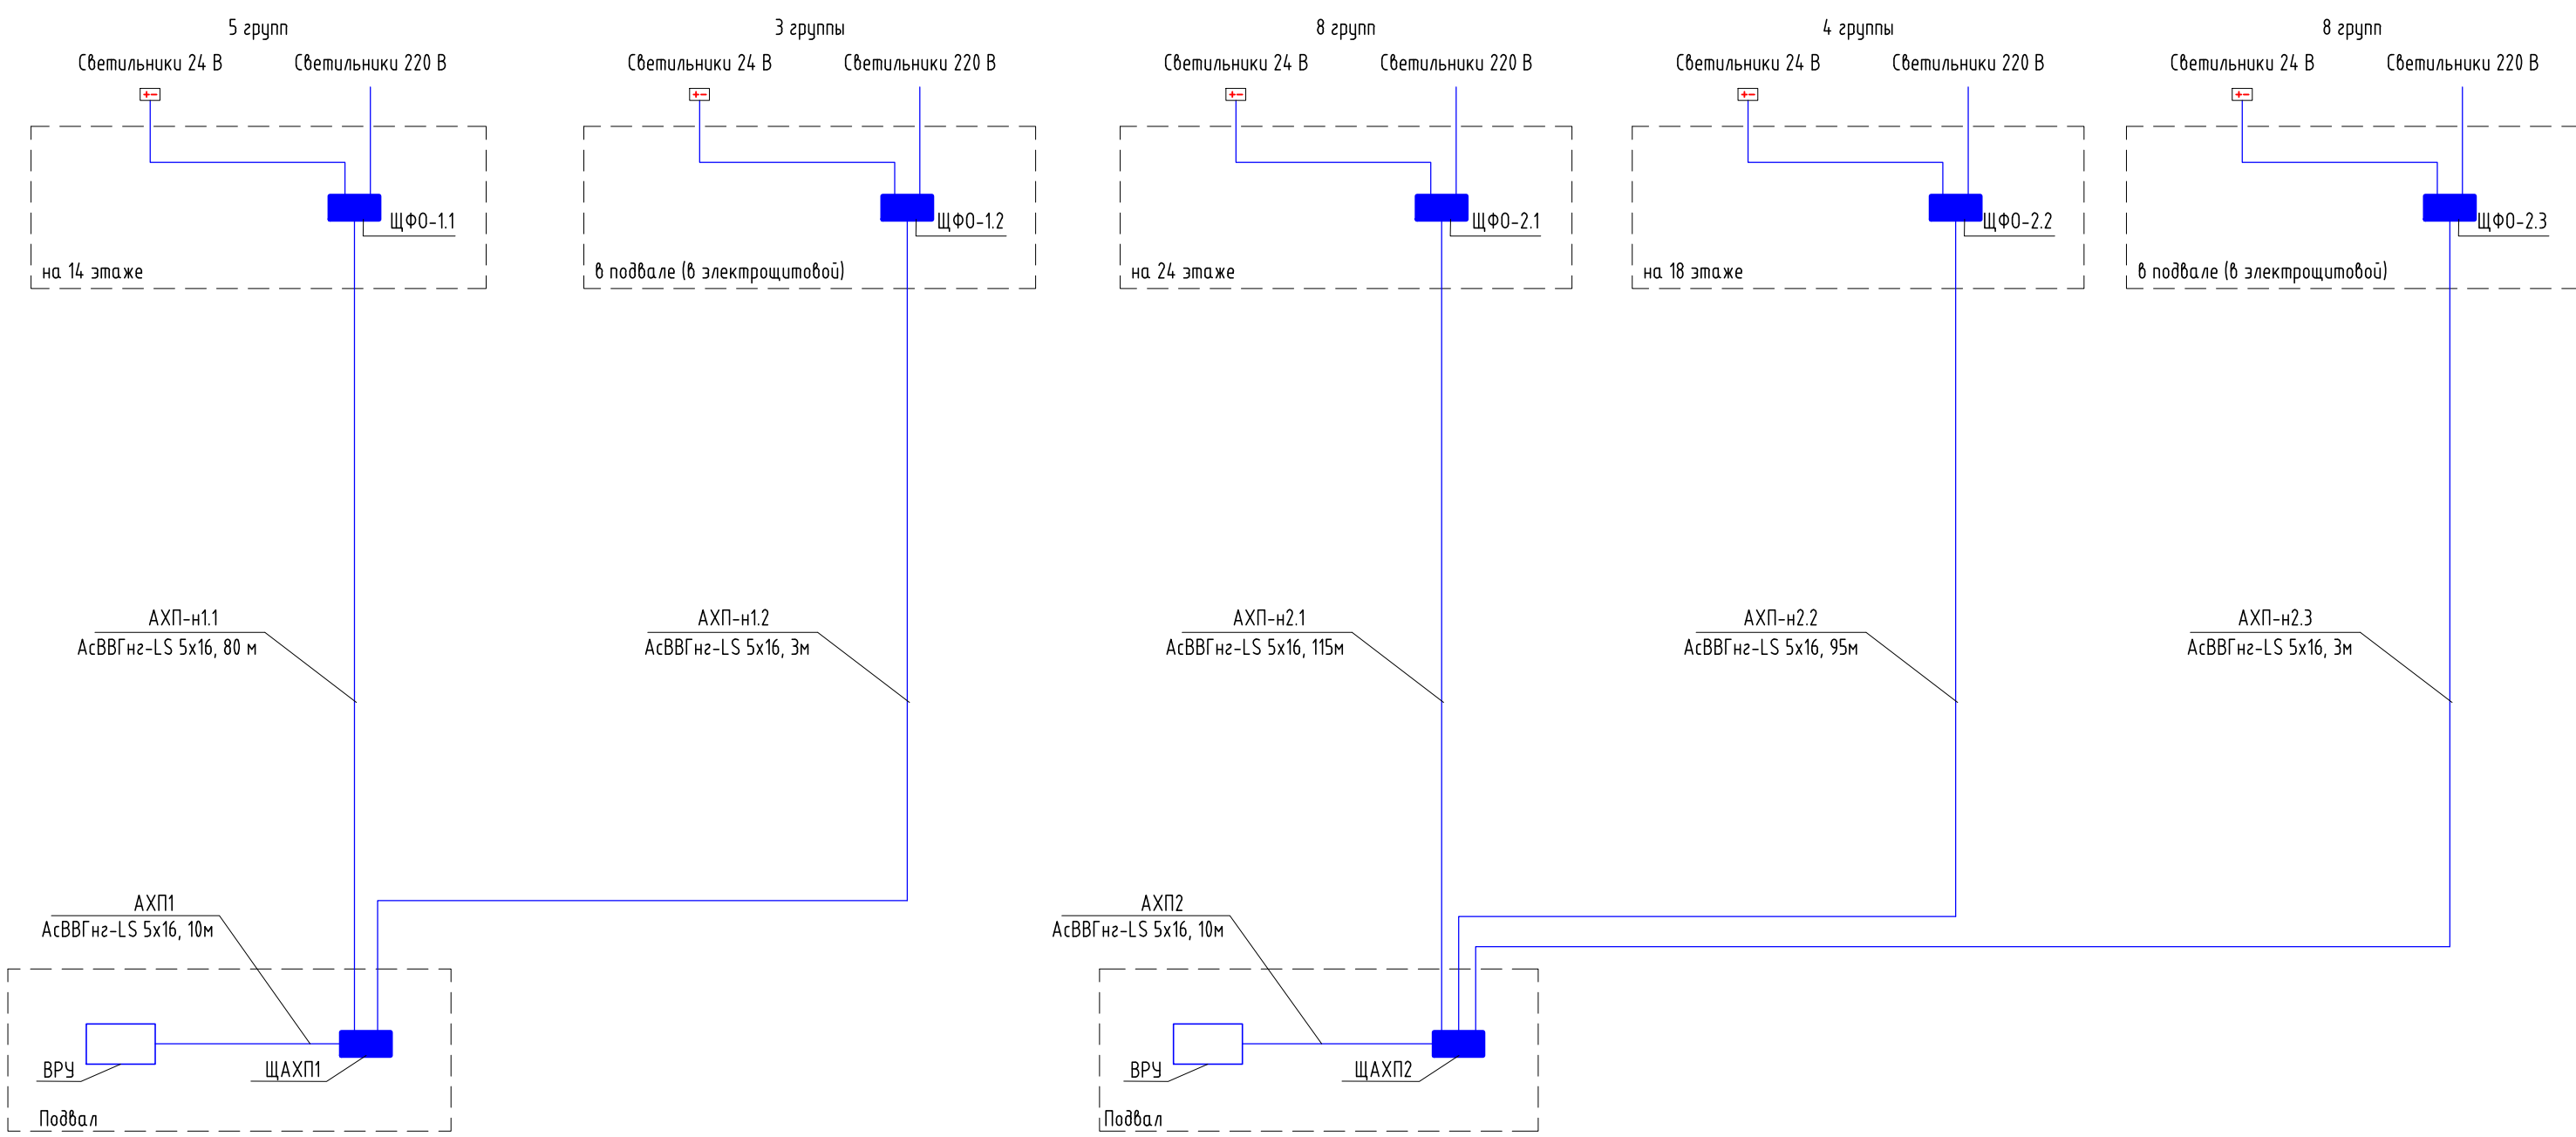 5 групп
3 группы
8 групп
4 группы
8 групп
Светильники 24 В
Светильники 220 В
Светильники 24 В
Светильники 220 В
Светильники 24 В
Светильники 220 В
Светильники 24 В
Светильники 220 В
Светильники 24 В
Светильники 220 В
+-
+-
+-
+-
+-
ЩФО-1.1
ЩФО-1.2
ЩФО-2.1
ЩФО-2.2
ЩФО-2.3
на 14 этаже
в подвале (в электрощитовой)
на 24 этаже
на 18 этаже
в подвале (в электрощитовой)
АХП-н1.1
АсВВГнг-LS 5х16, 80 м
АХП-н1.2
АсВВГнг-LS 5х16, 3м
АХП-н2.1
АсВВГнг-LS 5х16, 115м
АХП-н2.2
АсВВГнг-LS 5х16, 95м
АХП-н2.3
АсВВГнг-LS 5х16, 3м
АХП1
АсВВГнг-LS 5х16, 10м
АХП2
АсВВГнг-LS 5х16, 10м
ВРУ
ЩАХП1
ВРУ
ЩАХП2
Подвал
Подвал